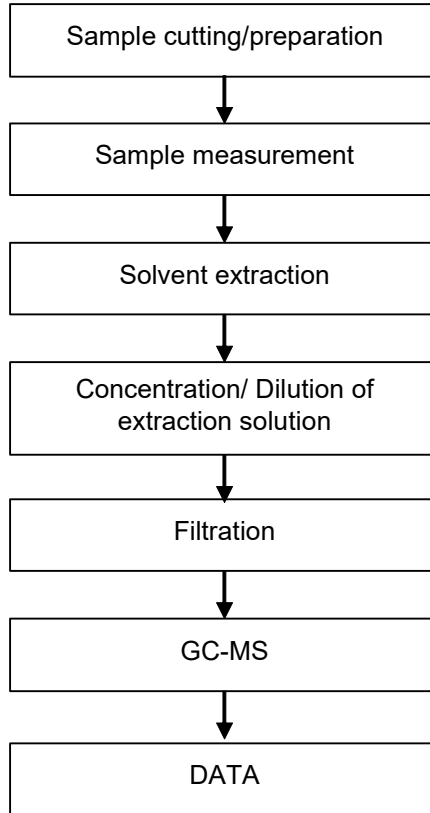 Sample cutting/preparation
Sample measurement
Solvent extraction
Concentration/ Dilution of
extraction solution
Filtration
GC-MS
DATA